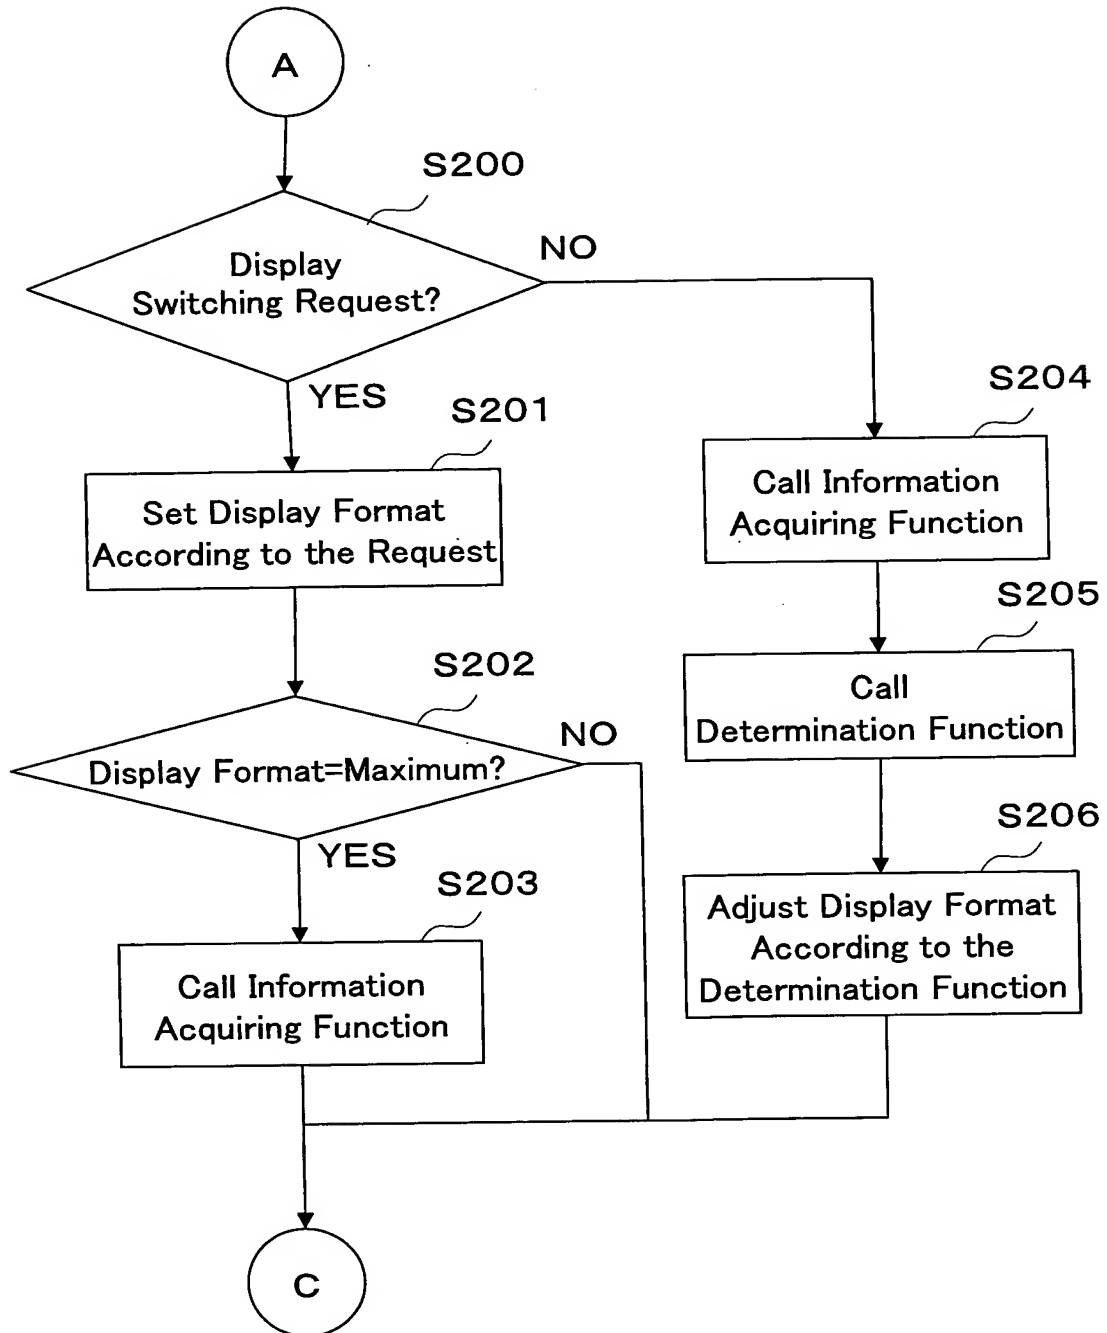 A
S200
Display
Switching Request?
NO
YES
S201
Set Display Format
According to the Request
S202
Display Format=Maximum?
NO
YES
S203
Call Information
Acquiring Function
S204
Call Information
Acquiring Function
S205
Call
Determination Function
S206
Adjust Display Format
According to the
Determination Function
C